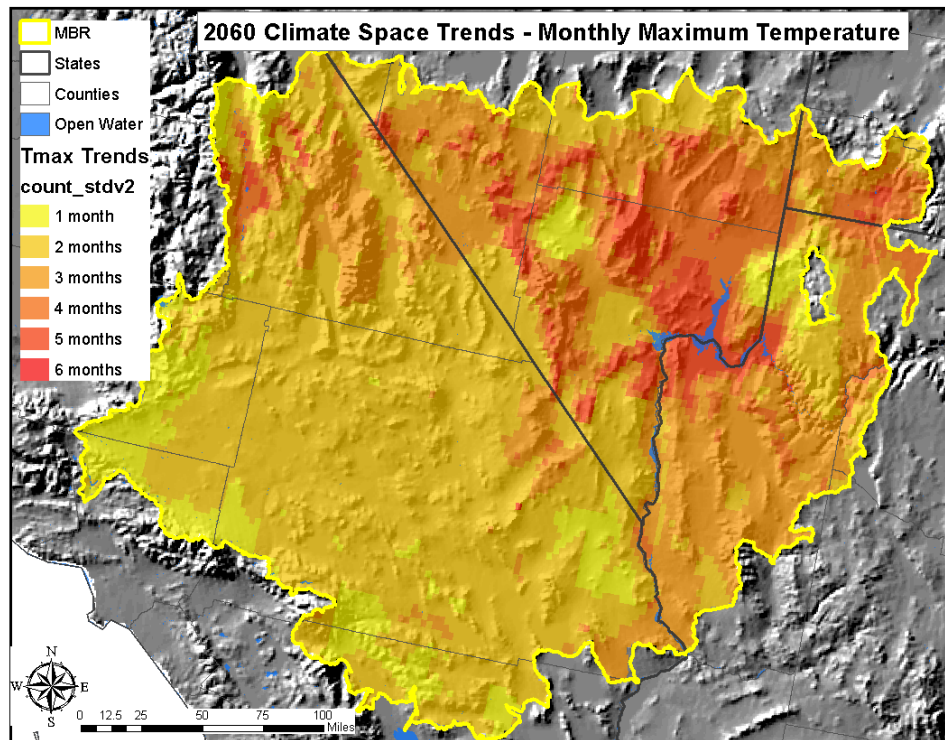 2060 Climate Space Trends - Monthly Maximum Temperature
MBR
States
Counties
Open Water
Tmax Trends
count_stdv2
1 month
2 months
3 months
4 months
5 months
6 months
N
W
E
S
0 12.5 25 50 75 100
Miles